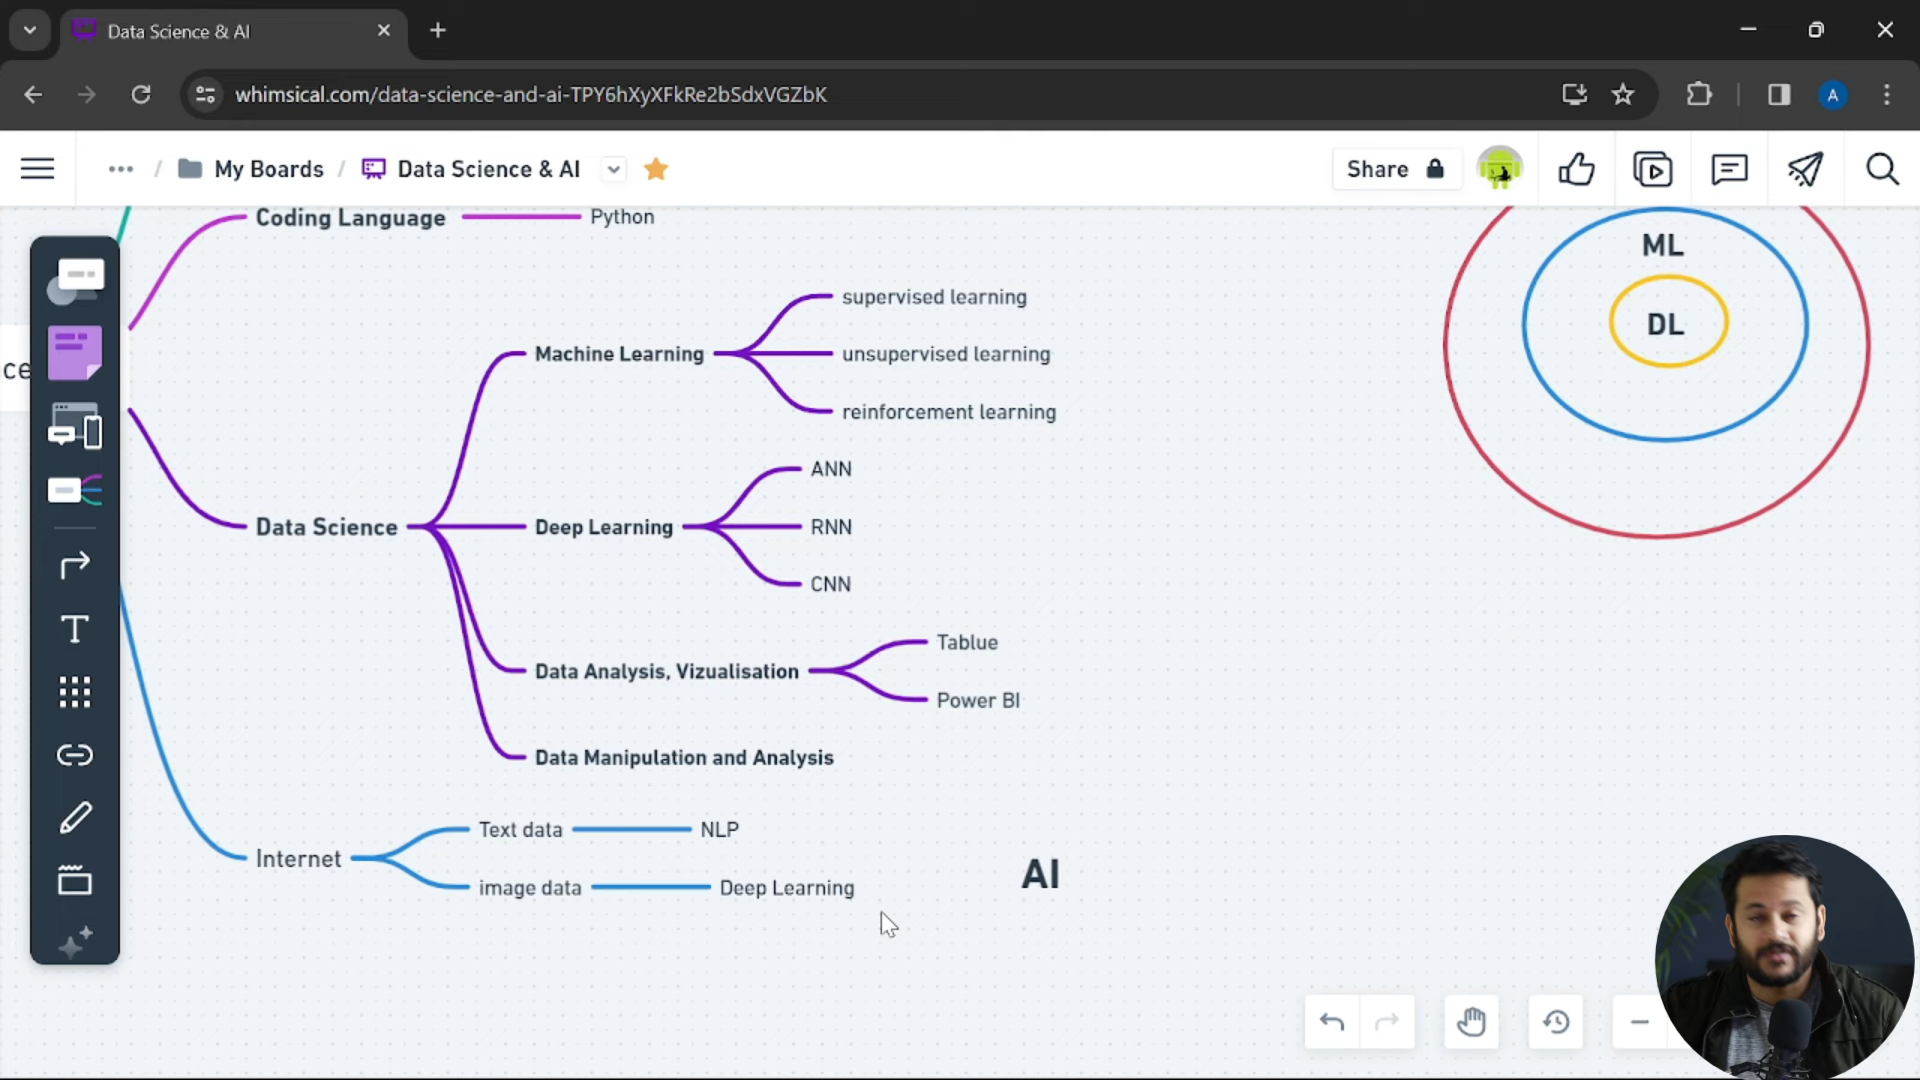 Data Science & AI
whimsical.com/data-science-and-ai-TPY6hXyXFkRe2bSdxVGZbK
A
... / My Boards / Data Science & AI
Share
Coding Language
Python
ML
DL
ce
supervised learning
Machine Learning
unsupervised learning
reinforcement learning
ANN
Data Science
Deep Learning
RNN
CNN
Tablue
Data Analysis, Vizualisation
Power BI
Data Manipulation and Analysis
Text data
NLP
Internet
image data
Deep Learning
AI
T